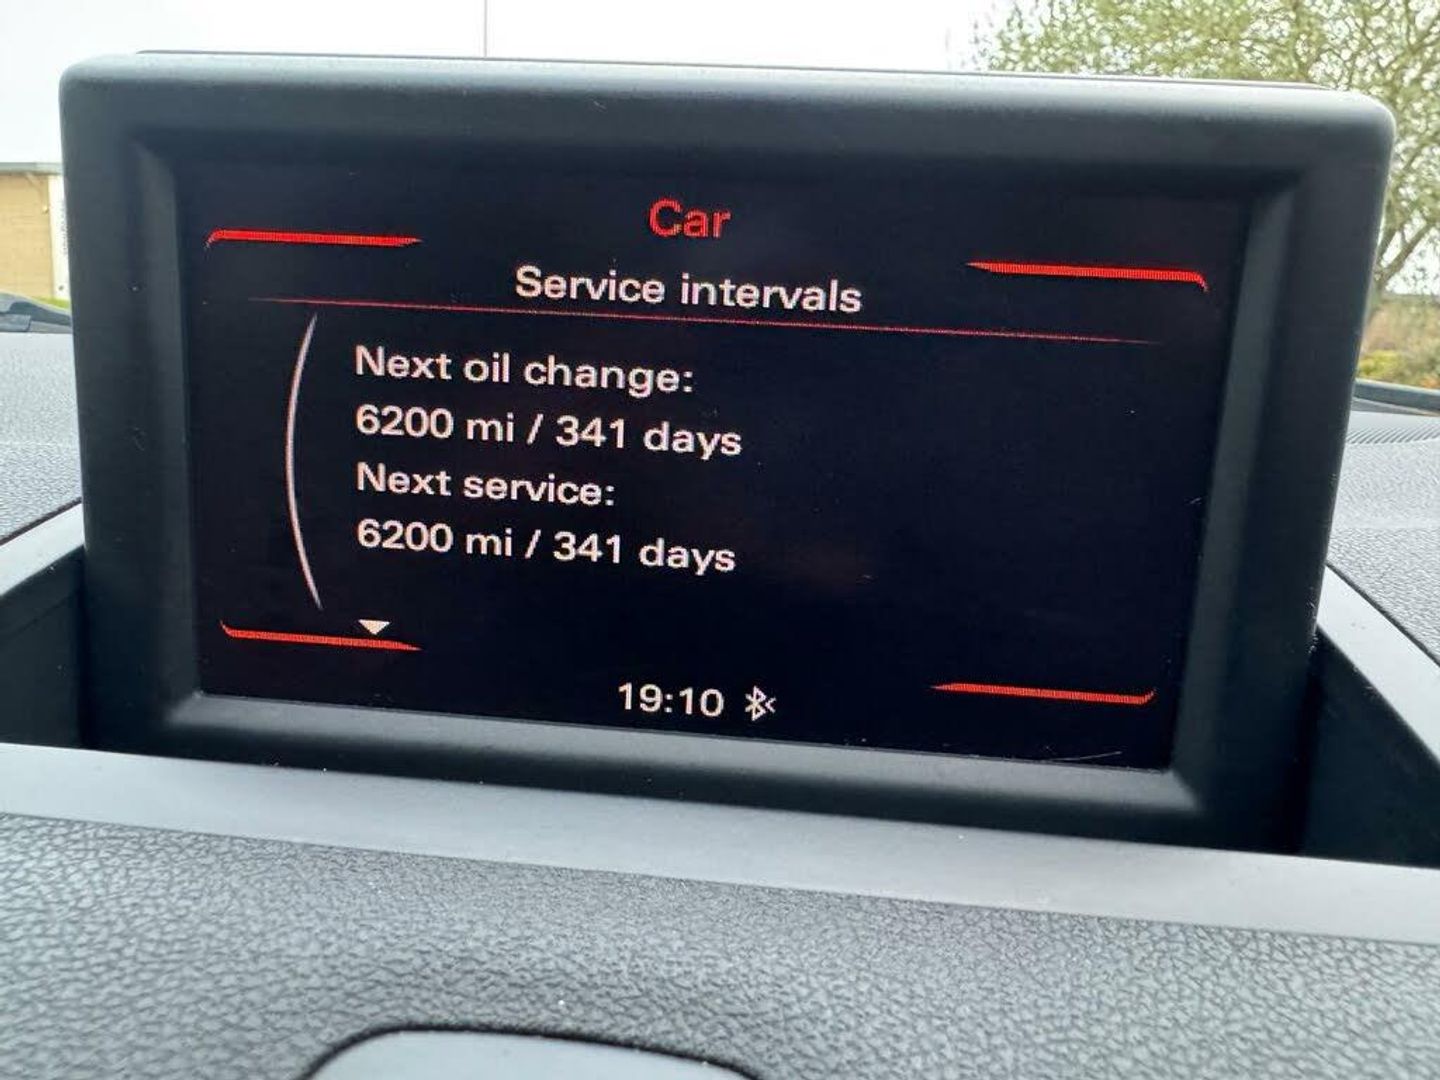 Car
Service intervals
Next oil change:
6200 mi / 341 days
Next service:
6200 mi / 341 days
19:10